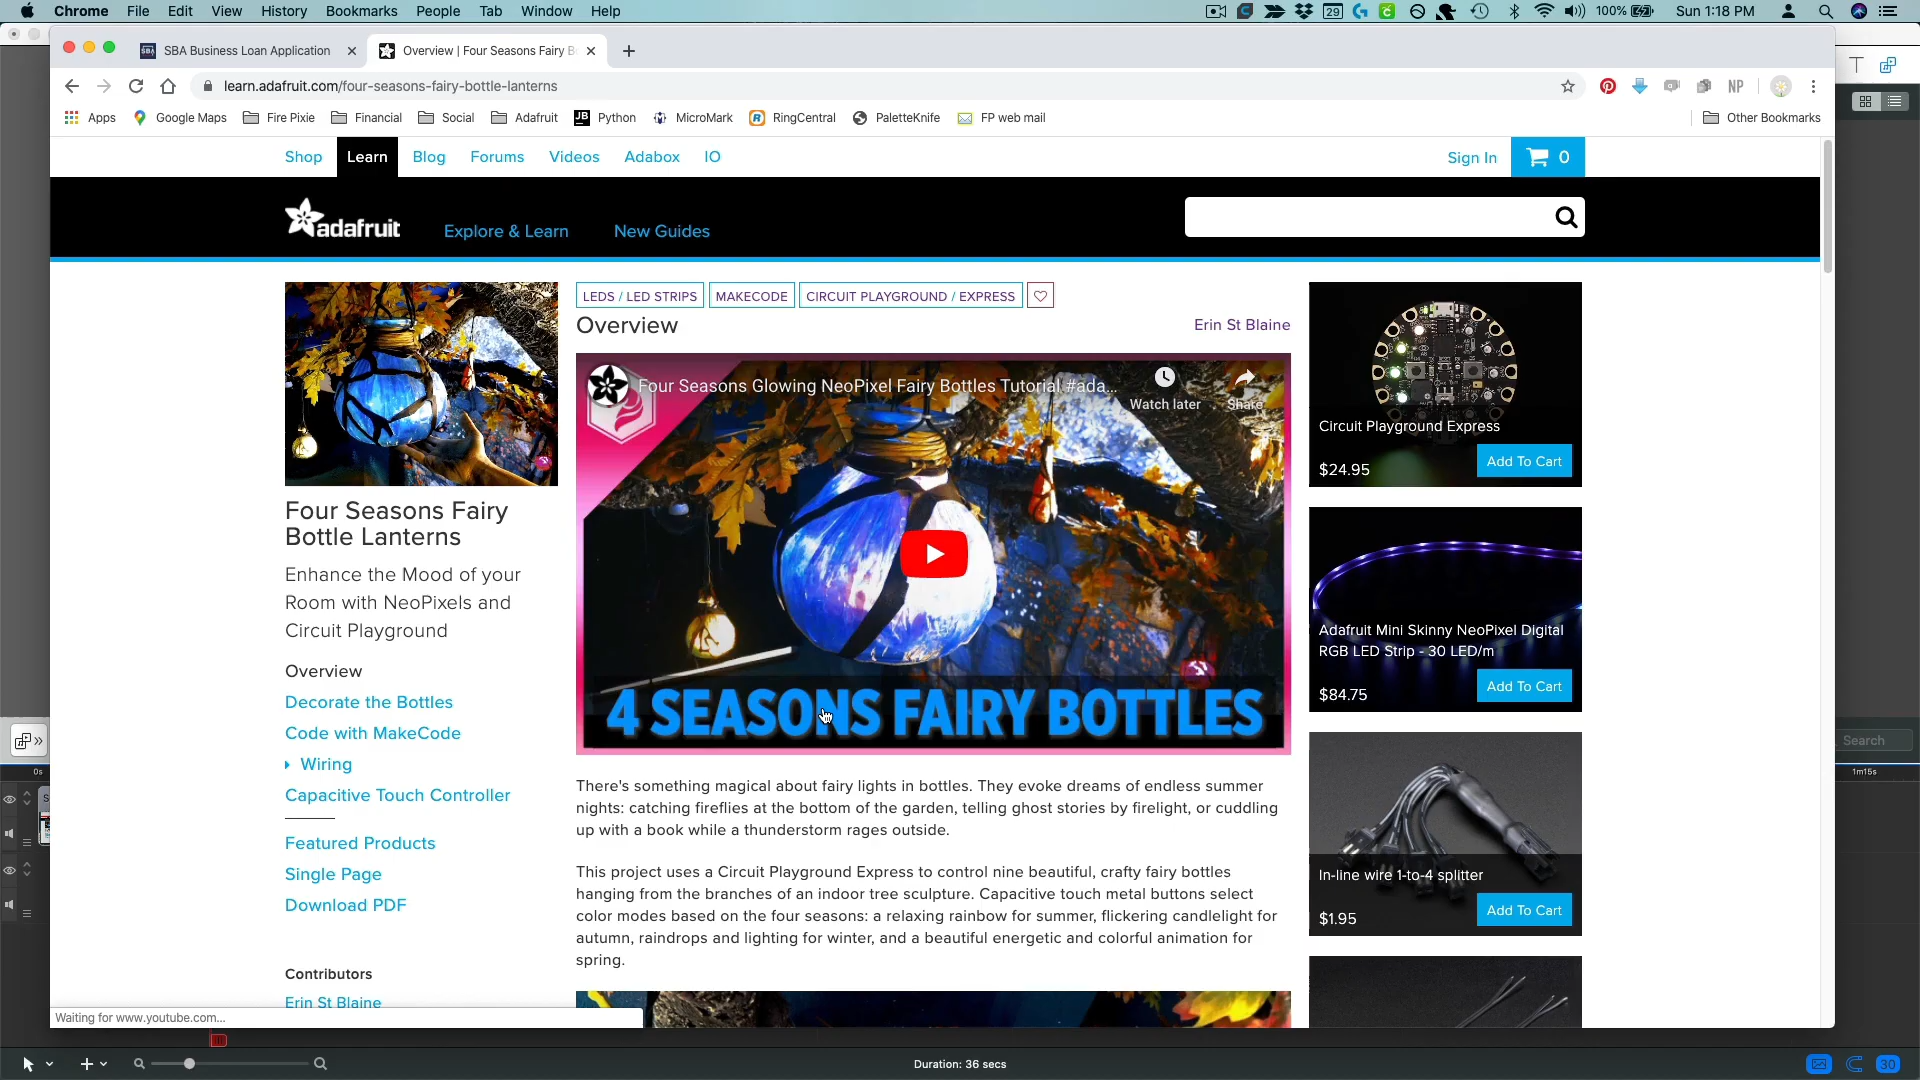 Chrome File Edit View History Bookmarks People Tab Window Help
29
100%
Sun 1:18 PM
SBA Business Loan Application
Overview | Four Seasons Fairy B
learn.adafruit.com/four-seasons-fairy-bottle-lanterns
NP
Apps Google Maps Fire Pixie Financial Social Adafruit JB Python MicroMark RingCentral PaletteKnife FP web mail Other Bookmarks
Shop Learn Blog Forums Videos Adabox IO
Sign In
0
adafruit
Explore & Learn
New Guides
LEDS / LED STRIPS
MAKECODE
CIRCUIT PLAYGROUND / EXPRESS
Overview
Erin St Blaine
Four Seasons Glowing NeoPixel Fairy Bottles Tutorial #ada...
Watch later
Share
4 SEASONS FAIRY BOTTLES
Four Seasons Fairy
Bottle Lanterns
Enhance the Mood of your
Room with NeoPixels and
Circuit Playground
Overview
Decorate the Bottles
Code with MakeCode
Wiring
Capacitive Touch Controller
Featured Products
Single Page
Download PDF
Contributors
Erin St Blaine
There's something magical about fairy lights in bottles. They evoke dreams of endless summer
nights: catching fireflies at the bottom of the garden, telling ghost stories by firelight, or cuddling
up with a book while a thunderstorm rages outside.
This project uses a Circuit Playground Express to control nine beautiful, crafty fairy bottles
hanging from the branches of an indoor tree sculpture. Capacitive touch metal buttons select
color modes based on the four seasons: a relaxing rainbow for summer, flickering candlelight for
autumn, raindrops and lighting for winter, and a beautiful energetic and colorful animation for
spring.
Circuit Playground Express
$24.95
Add To Cart
Adafruit Mini Skinny NeoPixel Digital
RGB LED Strip - 30 LED/m
$84.75
Add To Cart
In-line wire 1-to-4 splitter
$1.95
Add To Cart
Search
0s
1m15s
Waiting for www.youtube.com...
Duration: 36 secs
30